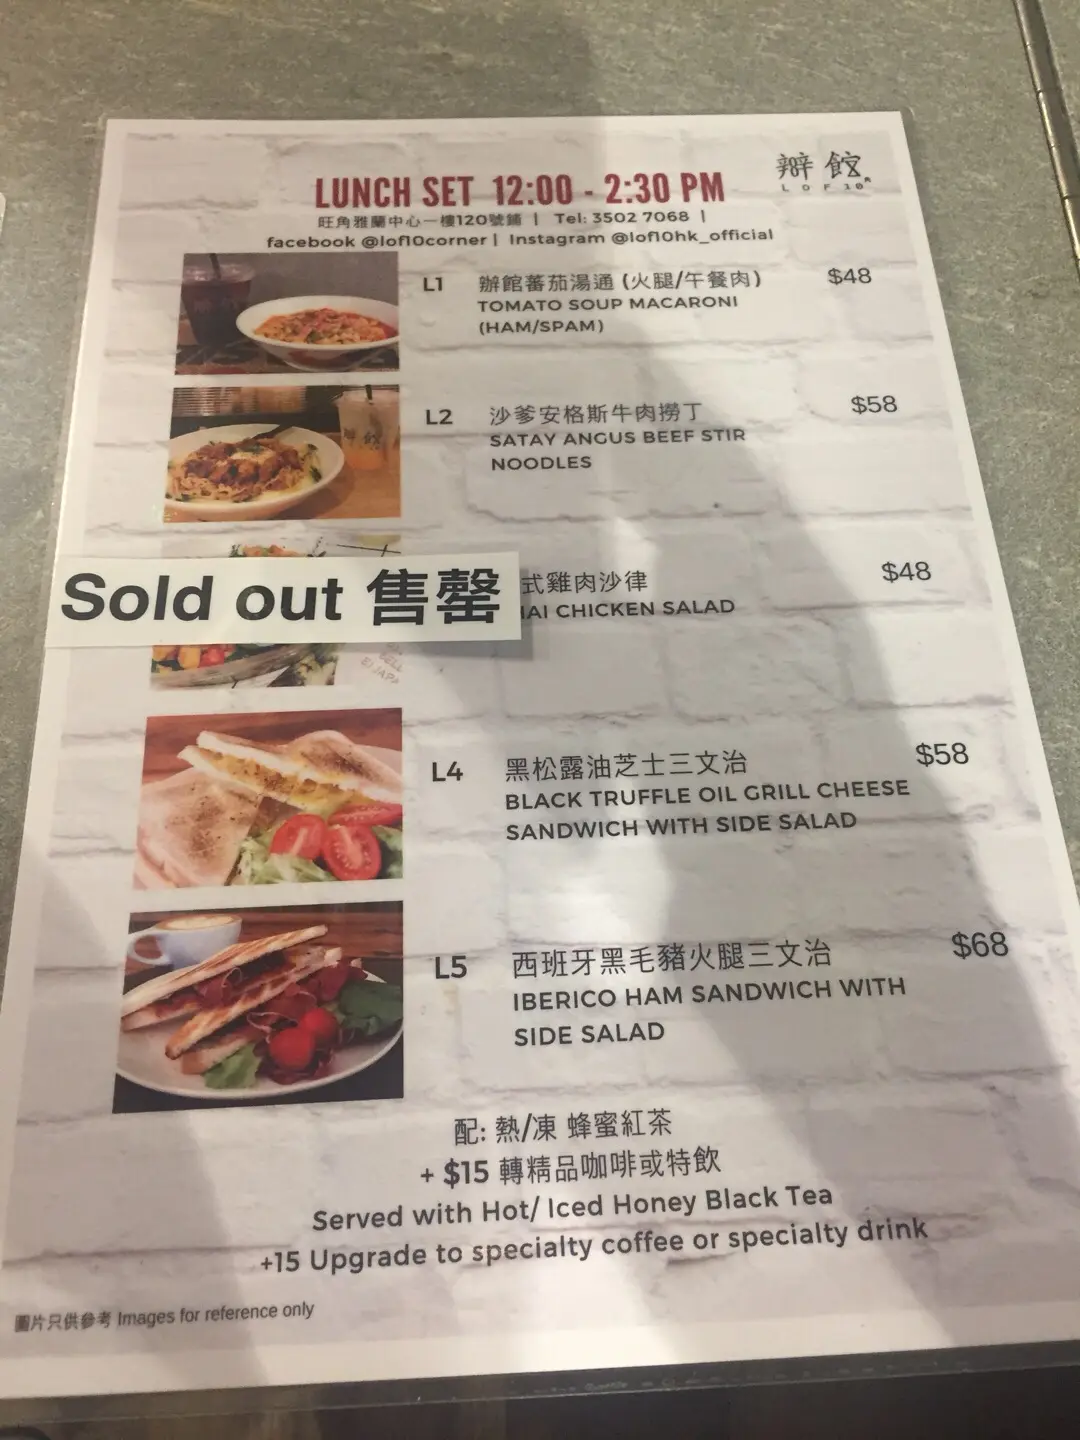 辦館
LOF10
LUNCH SET 12:00 - 2:30 PM
旺角雅蘭中心一樓120號鋪 | Tel: 3502 7068 |
facebook @lof10corner | Instagram @lof10hk_official
L1 辦館蕃茄湯通 (火腿/午餐肉) $48
TOMATO SOUP MACARONI
(HAM/SPAM)
L2 沙爹安格斯牛肉撈丁 $58
SATAY ANGUS BEEF STIR
NOODLES
Sold out 售罄
式雞肉沙律 $48
HAI CHICKEN SALAD
L4 黑松露油芝士三文治 $58
BLACK TRUFFLE OIL GRILL CHEESE
SANDWICH WITH SIDE SALAD
L5 西班牙黑毛豬火腿三文治 $68
IBERICO HAM SANDWICH WITH
SIDE SALAD
配: 熱/凍 蜂蜜紅茶
+ $15 轉精品咖啡或特飲
Served with Hot/ Iced Honey Black Tea
+15 Upgrade to specialty coffee or specialty drink
圖片只供參考 Images for reference only